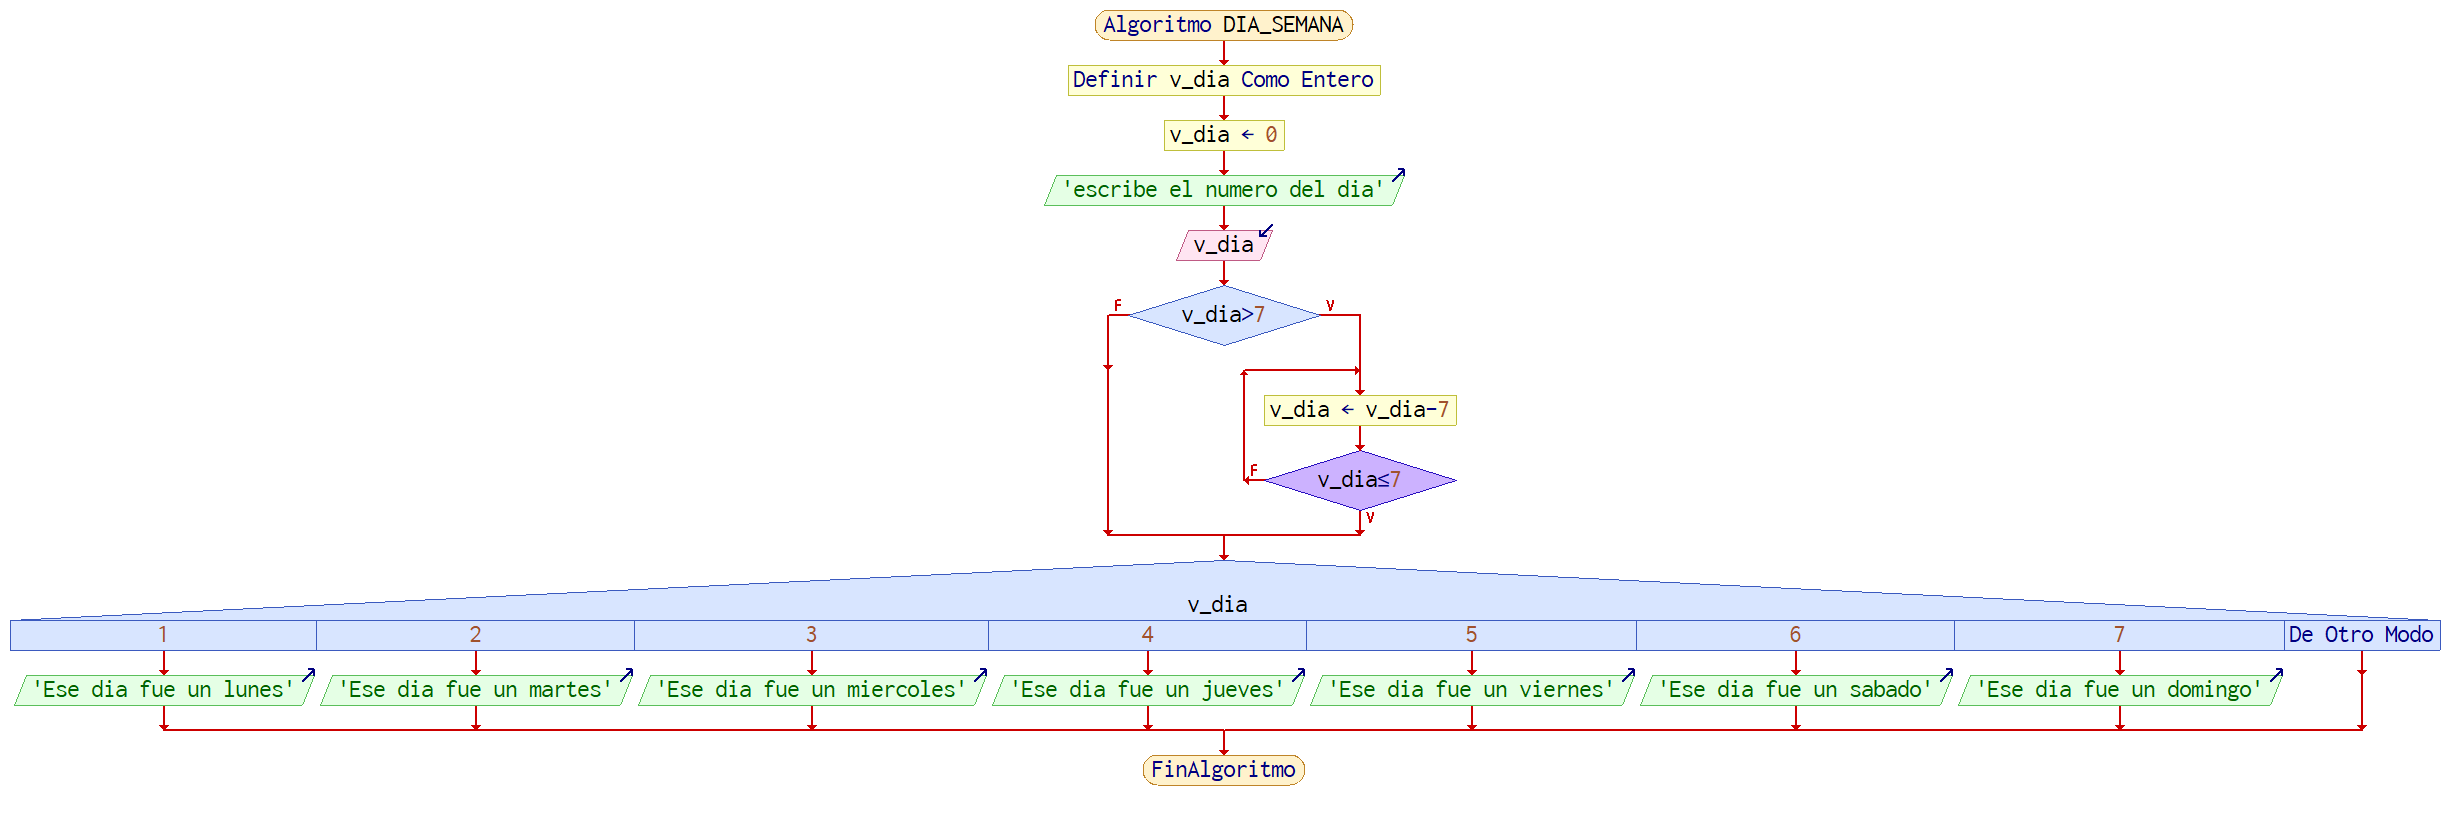 Algoritmo DIA_SEMANA
Definir v_dia Como Entero
v_dia ← 0
'escribe el numero del dia'
v_dia
F
V
v_dia>7
v_dia ← v_dia-7
F
v_dia≤7
V
v_dia
1 2 3 4 5 6 7 De Otro Modo
'Ese dia fue un lunes' 'Ese dia fue un martes' 'Ese dia fue un miercoles' 'Ese dia fue un jueves' 'Ese dia fue un viernes' 'Ese dia fue un sabado' 'Ese dia fue un domingo'
FinAlgoritmo